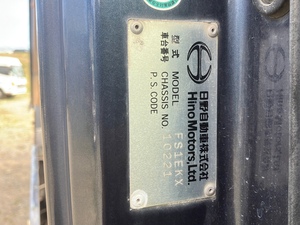 日野自動車株式会社
Hino Motors, Ltd.
型式 MODEL FS1EKX
車台番号 CHASSIS NO. 10221
P. S. CODE